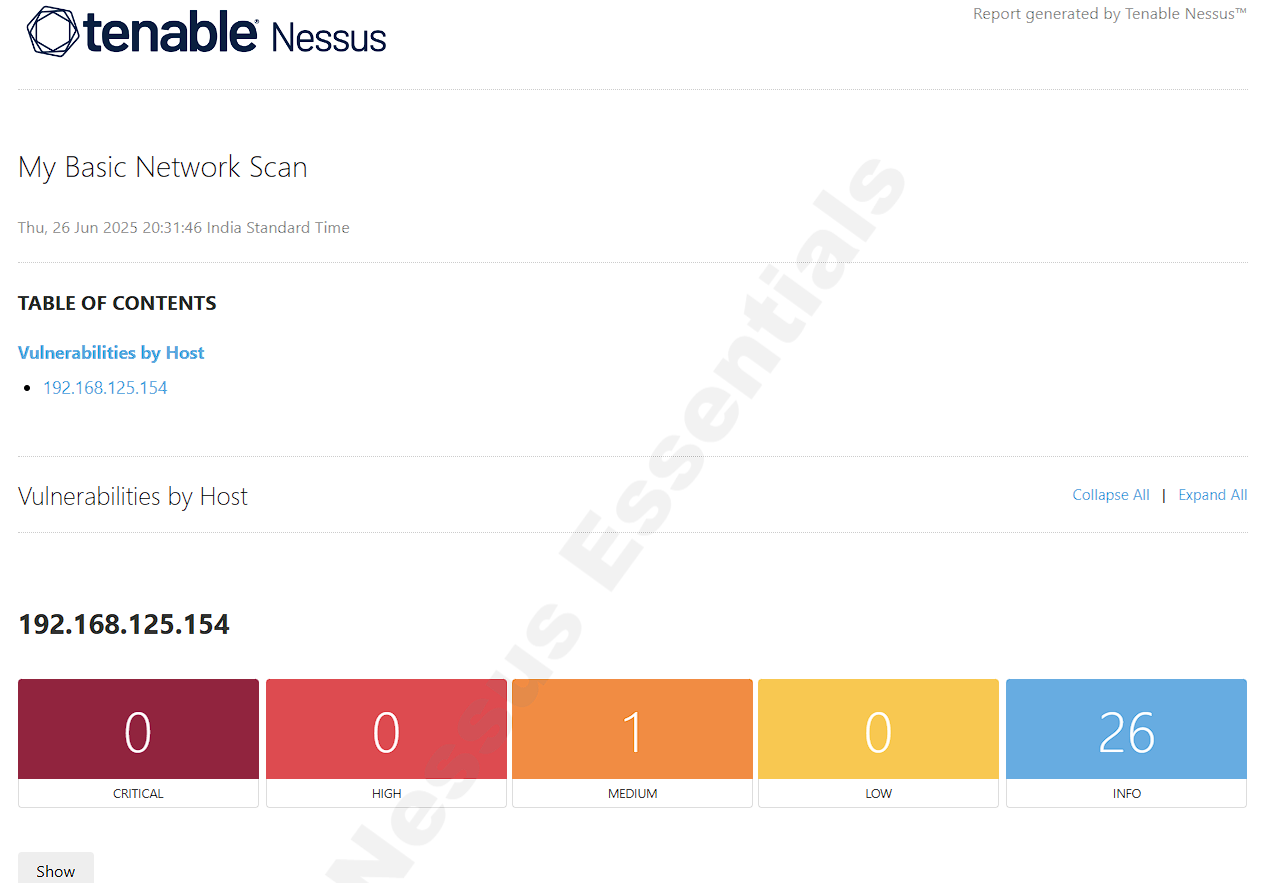 tenable Nessus
Report generated by Tenable Nessus™
My Basic Network Scan
Thu, 26 Jun 2025 20:31:46 India Standard Time
TABLE OF CONTENTS
Vulnerabilities by Host
• 192.168.125.154
Vulnerabilities by Host
Collapse All | Expand All
192.168.125.154
0 0 1 0 26
CRITICAL HIGH MEDIUM LOW INFO
Show
Nessus Essentials